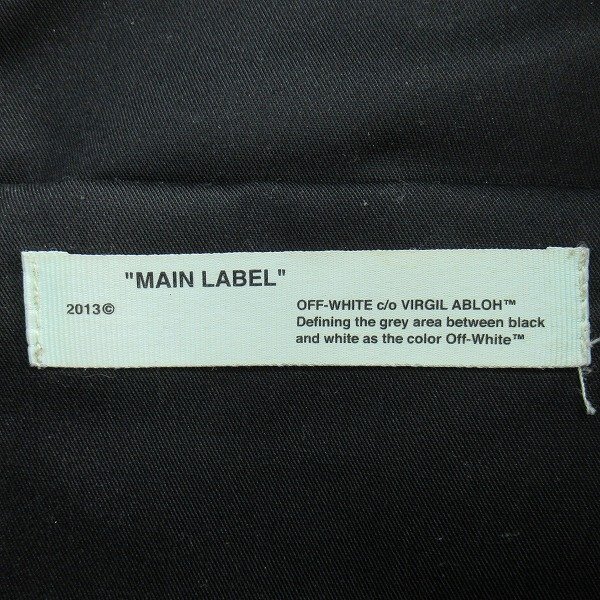 "MAIN LABEL"
2013© OFF-WHITE c/o VIRGIL ABLOH™
Defining the grey area between black
and white as the color Off-White™